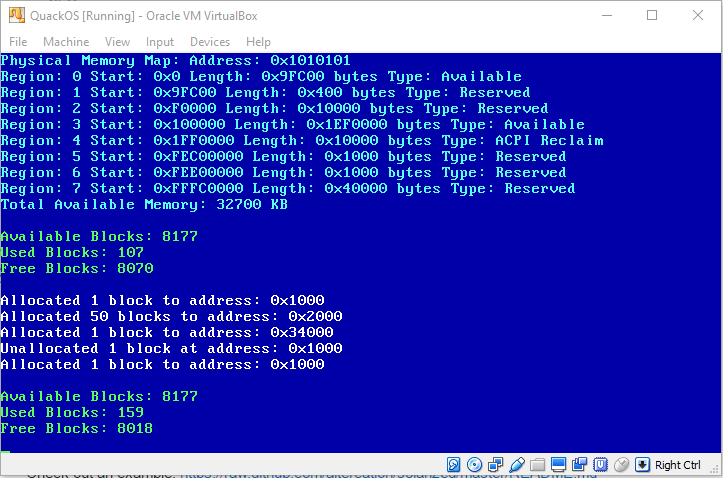 QuackOS [Running] - Oracle VM VirtualBox
File Machine View Input Devices Help
Physical Memory Map: Address: 0x1010101
Region: 0 Start: 0x0 Length: 0x9FC00 bytes Type: Available
Region: 1 Start: 0x9FC00 Length: 0x400 bytes Type: Reserved
Region: 2 Start: 0xF0000 Length: 0x10000 bytes Type: Reserved
Region: 3 Start: 0x100000 Length: 0x1EF0000 bytes Type: Available
Region: 4 Start: 0x1FF0000 Length: 0x10000 bytes Type: ACPI Reclaim
Region: 5 Start: 0xFEC00000 Length: 0x1000 bytes Type: Reserved
Region: 6 Start: 0xFEE00000 Length: 0x1000 bytes Type: Reserved
Region: 7 Start: 0xFFFC0000 Length: 0x40000 bytes Type: Reserved
Total Available Memory: 32700 KB
Available Blocks: 8177
Used Blocks: 107
Free Blocks: 8070
Allocated 1 block to address: 0x1000
Allocated 50 blocks to address: 0x2000
Allocated 1 block to address: 0x34000
Unallocated 1 block at address: 0x1000
Allocated 1 block to address: 0x1000
Available Blocks: 8177
Used Blocks: 159
Free Blocks: 8018
Right Ctrl